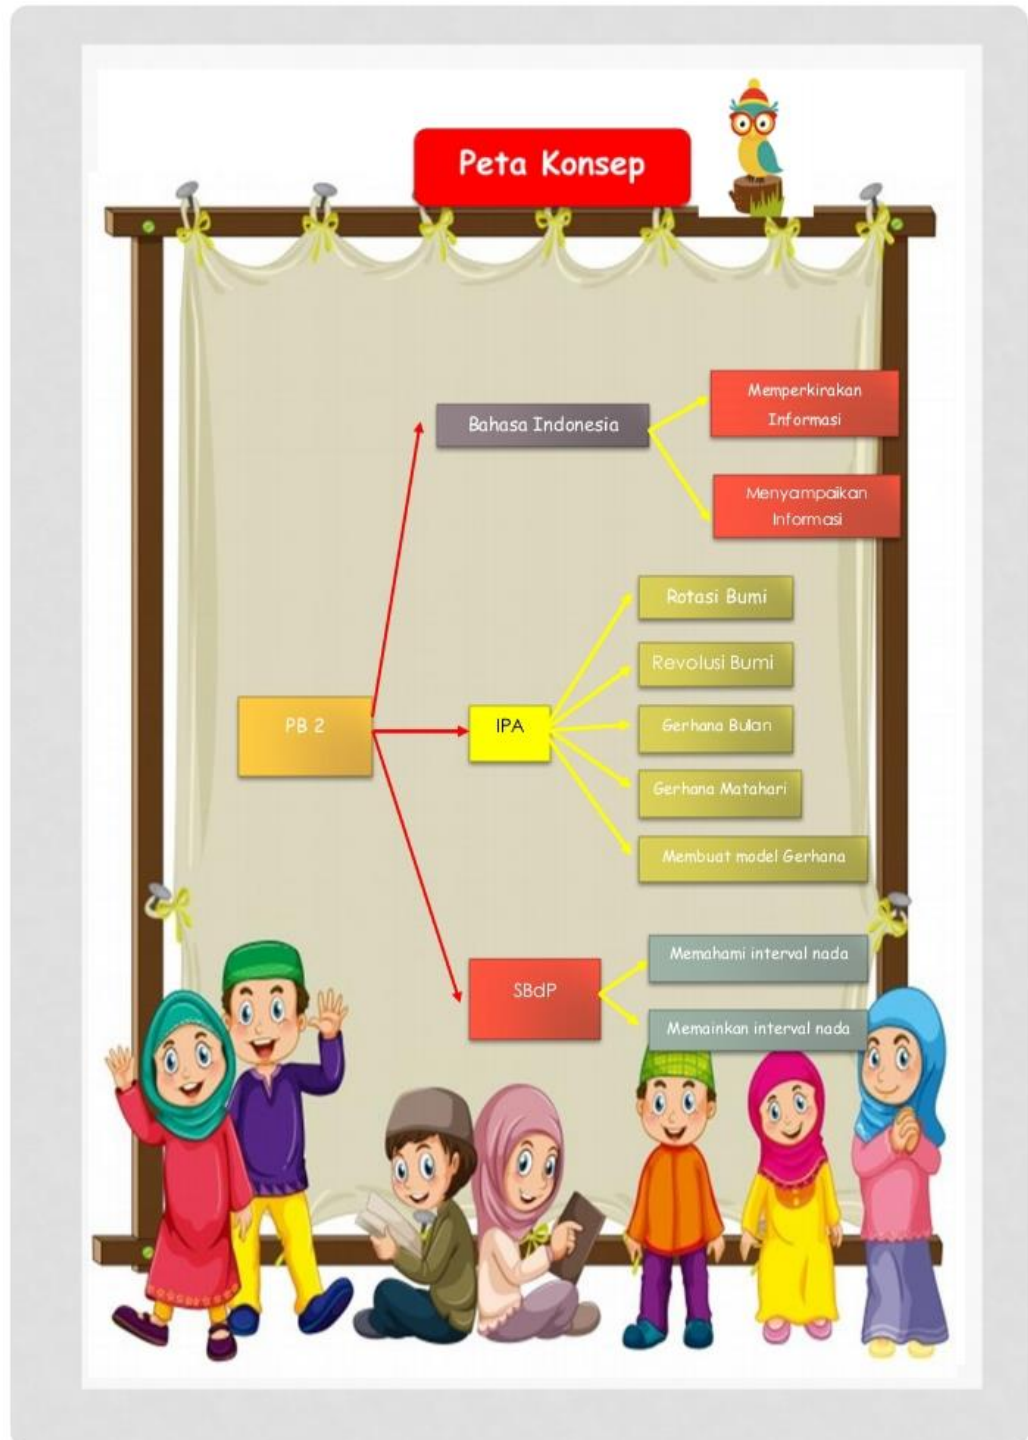 Peta Konsep
Bahasa Indonesia
Memperkirakan
Informasi
Menyampaikan
Informasi
PB 2
IPA
Rotasi Bumi
Revolusi Bumi
Gerhana Bulan
Gerhana Matahari
Membuat model Gerhana
SBdP
Memahami interval nada
Memainkan interval nada